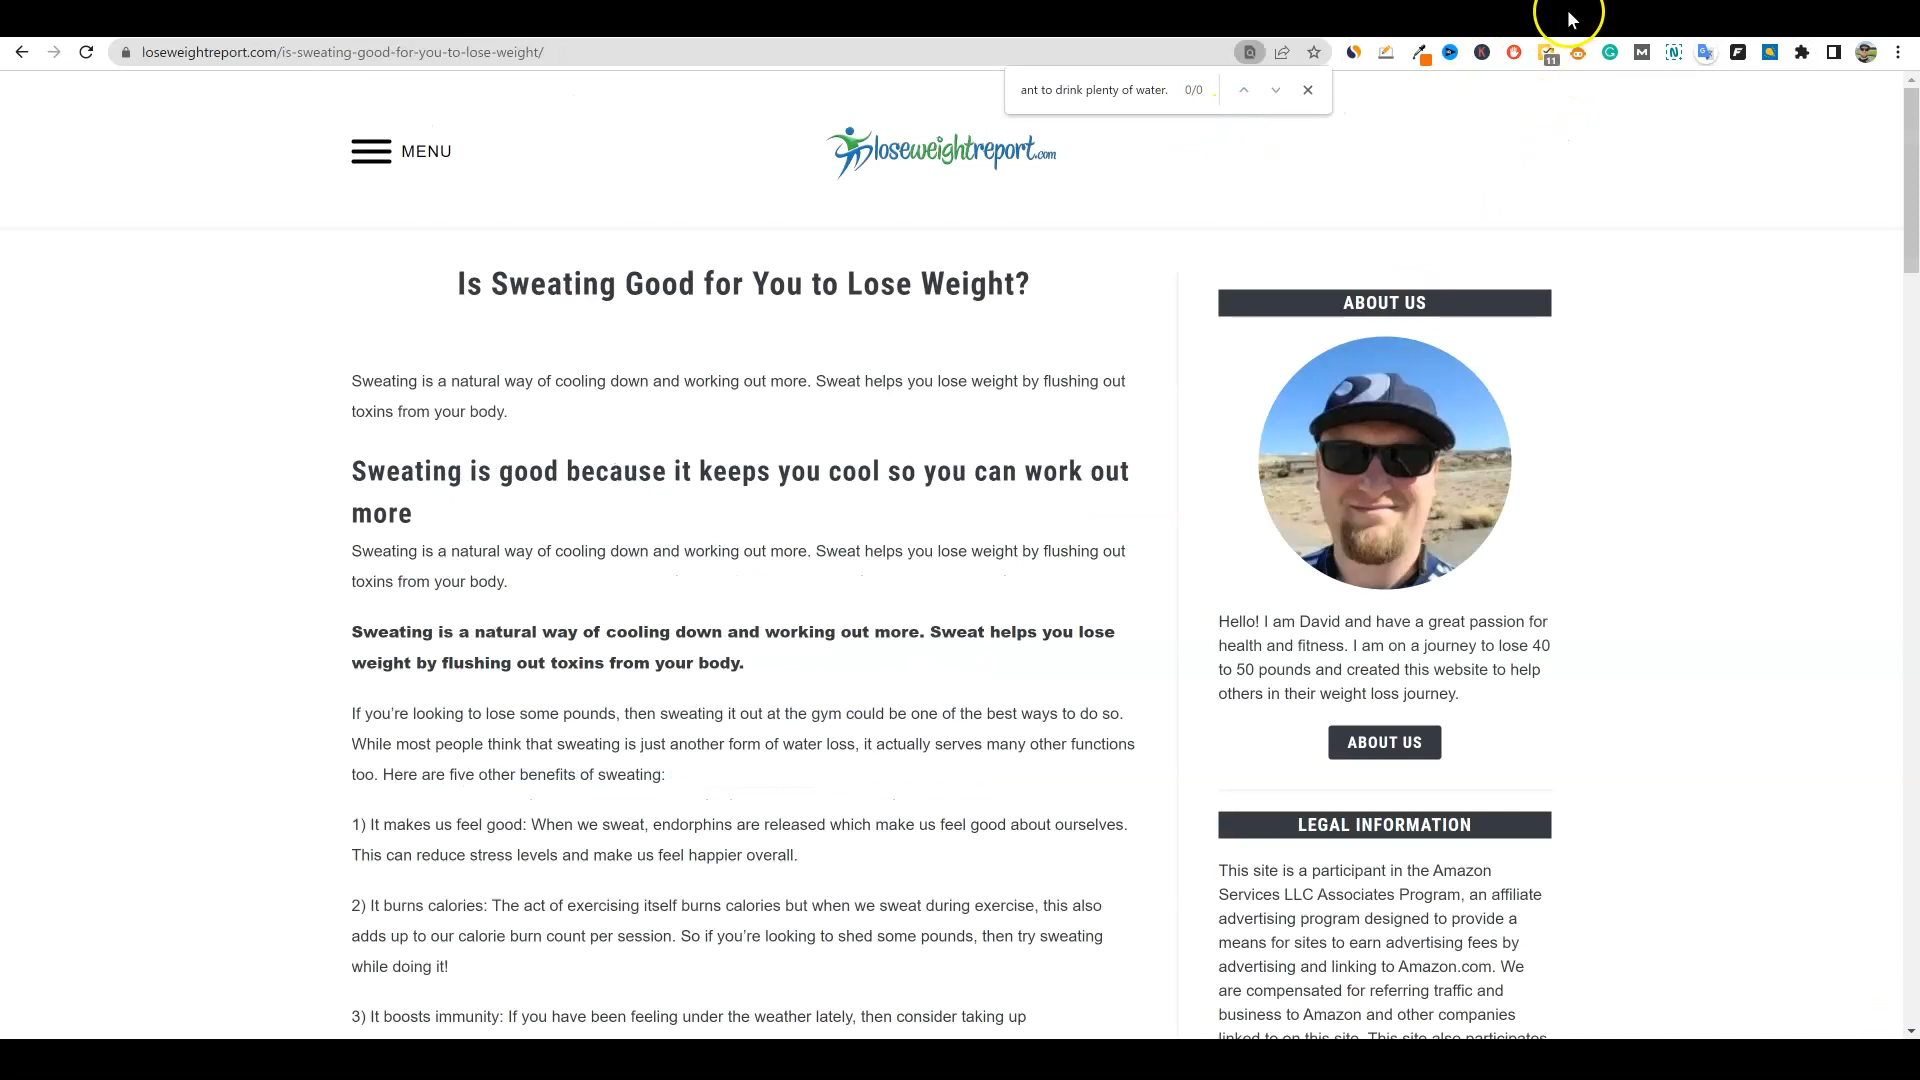 loseweightreport.com/is-sweating-good-for-you-to-lose-weight/
11
ant to drink plenty of water. 0/0
MENU
loseweightreport.com
Is Sweating Good for You to Lose Weight?
Sweating is a natural way of cooling down and working out more. Sweat helps you lose weight by flushing out
toxins from your body.
Sweating is good because it keeps you cool so you can work out
more
Sweating is a natural way of cooling down and working out more. Sweat helps you lose weight by flushing out
toxins from your body.
Sweating is a natural way of cooling down and working out more. Sweat helps you lose
weight by flushing out toxins from your body.
If you’re looking to lose some pounds, then sweating it out at the gym could be one of the best ways to do so.
While most people think that sweating is just another form of water loss, it actually serves many other functions
too. Here are five other benefits of sweating:
1) It makes us feel good: When we sweat, endorphins are released which make us feel good about ourselves.
This can reduce stress levels and make us feel happier overall.
2) It burns calories: The act of exercising itself burns calories but when we sweat during exercise, this also
adds up to our calorie burn count per session. So if you’re looking to shed some pounds, then try sweating
while doing it!
3) It boosts immunity: If you have been feeling under the weather lately, then consider taking up
ABOUT US
Hello! I am David and have a great passion for
health and fitness. I am on a journey to lose 40
to 50 pounds and created this website to help
others in their weight loss journey.
ABOUT US
LEGAL INFORMATION
This site is a participant in the Amazon
Services LLC Associates Program, an affiliate
advertising program designed to provide a
means for sites to earn advertising fees by
advertising and linking to Amazon.com. We
are compensated for referring traffic and
business to Amazon and other companies
linked to on this site. This site also participates